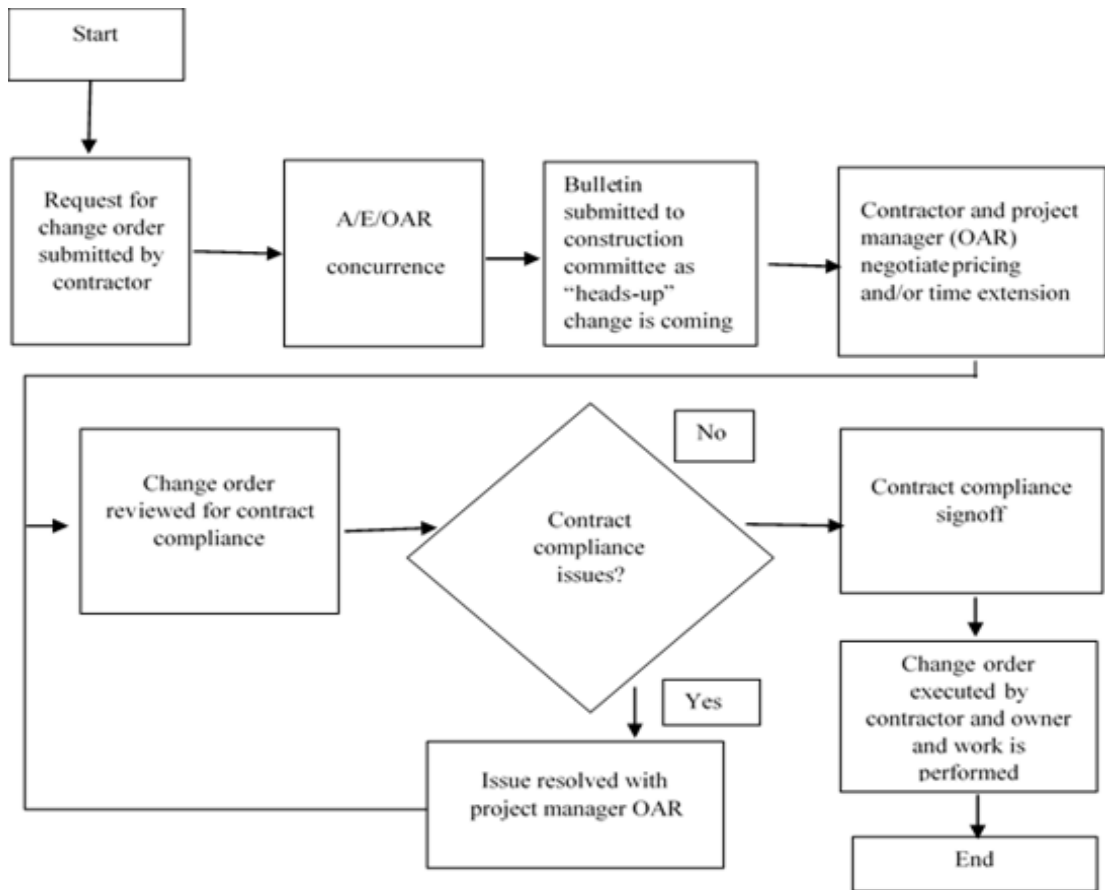 Start
Request for
change order
submitted by
contractor
A/E/OAR
concurrence
Bulletin
submitted to
construction
committee as
“heads-up”
change is coming
Contractor and project
manager (OAR)
negotiate pricing
and/or time extension
Change order
reviewed for contract
compliance
Contract
compliance
issues?
No
Contract compliance
signoff
Yes
Issue resolved with
project manager OAR
Change order
executed by
contractor and owner
and work is
performed
End